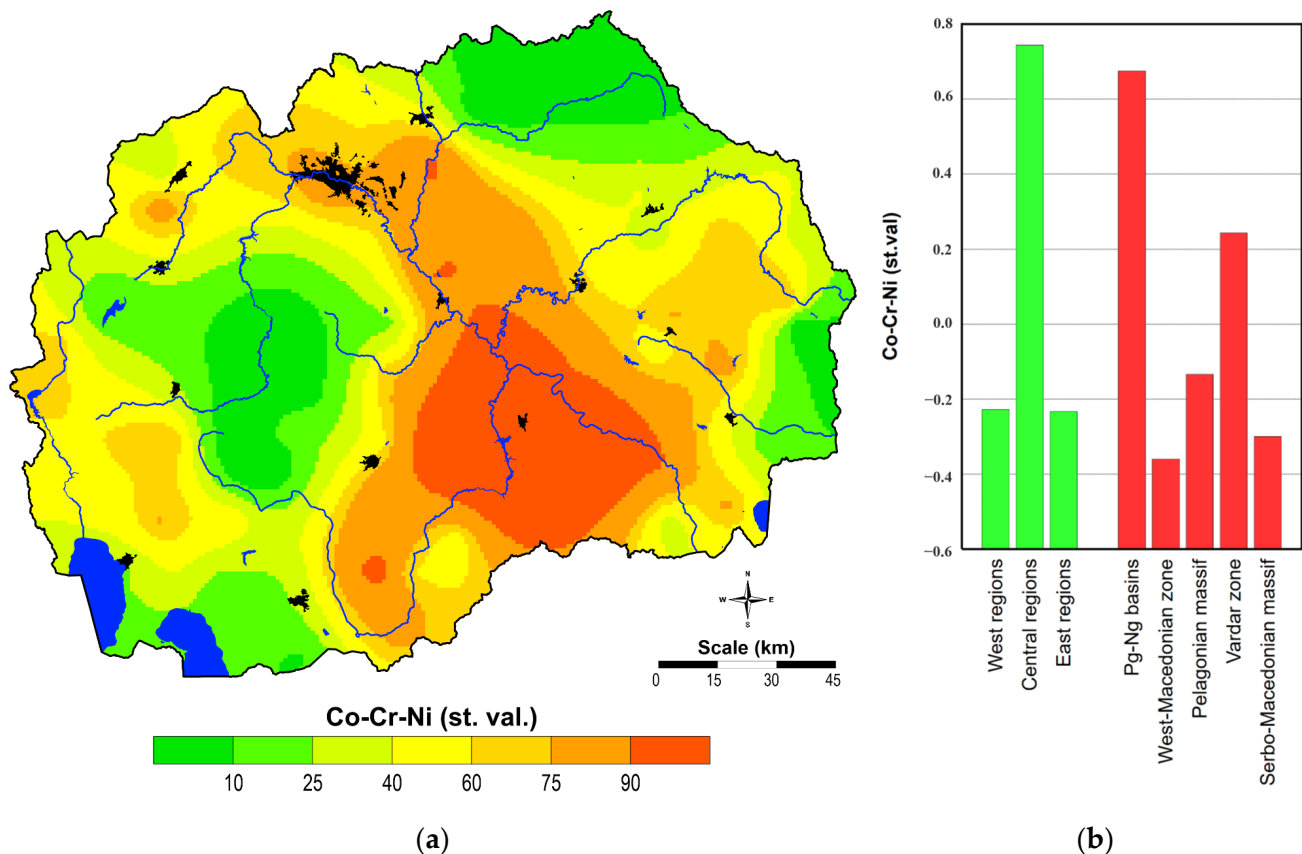 N
W E
S
Scale (km)
0 15 30 45
Co-Cr-Ni (st. val.)
10 25 40 60 75 90
(a)
Co-Cr-Ni (st.val)
0.8
0.6
0.4
0.2
0.0
−0.2
−0.4
−0.6
West regions
Central regions
East regions
Pg-Ng basins
West-Macedonian zone
Pelagonian massif
Vardar zone
Serbo-Macedonian massif
(b)